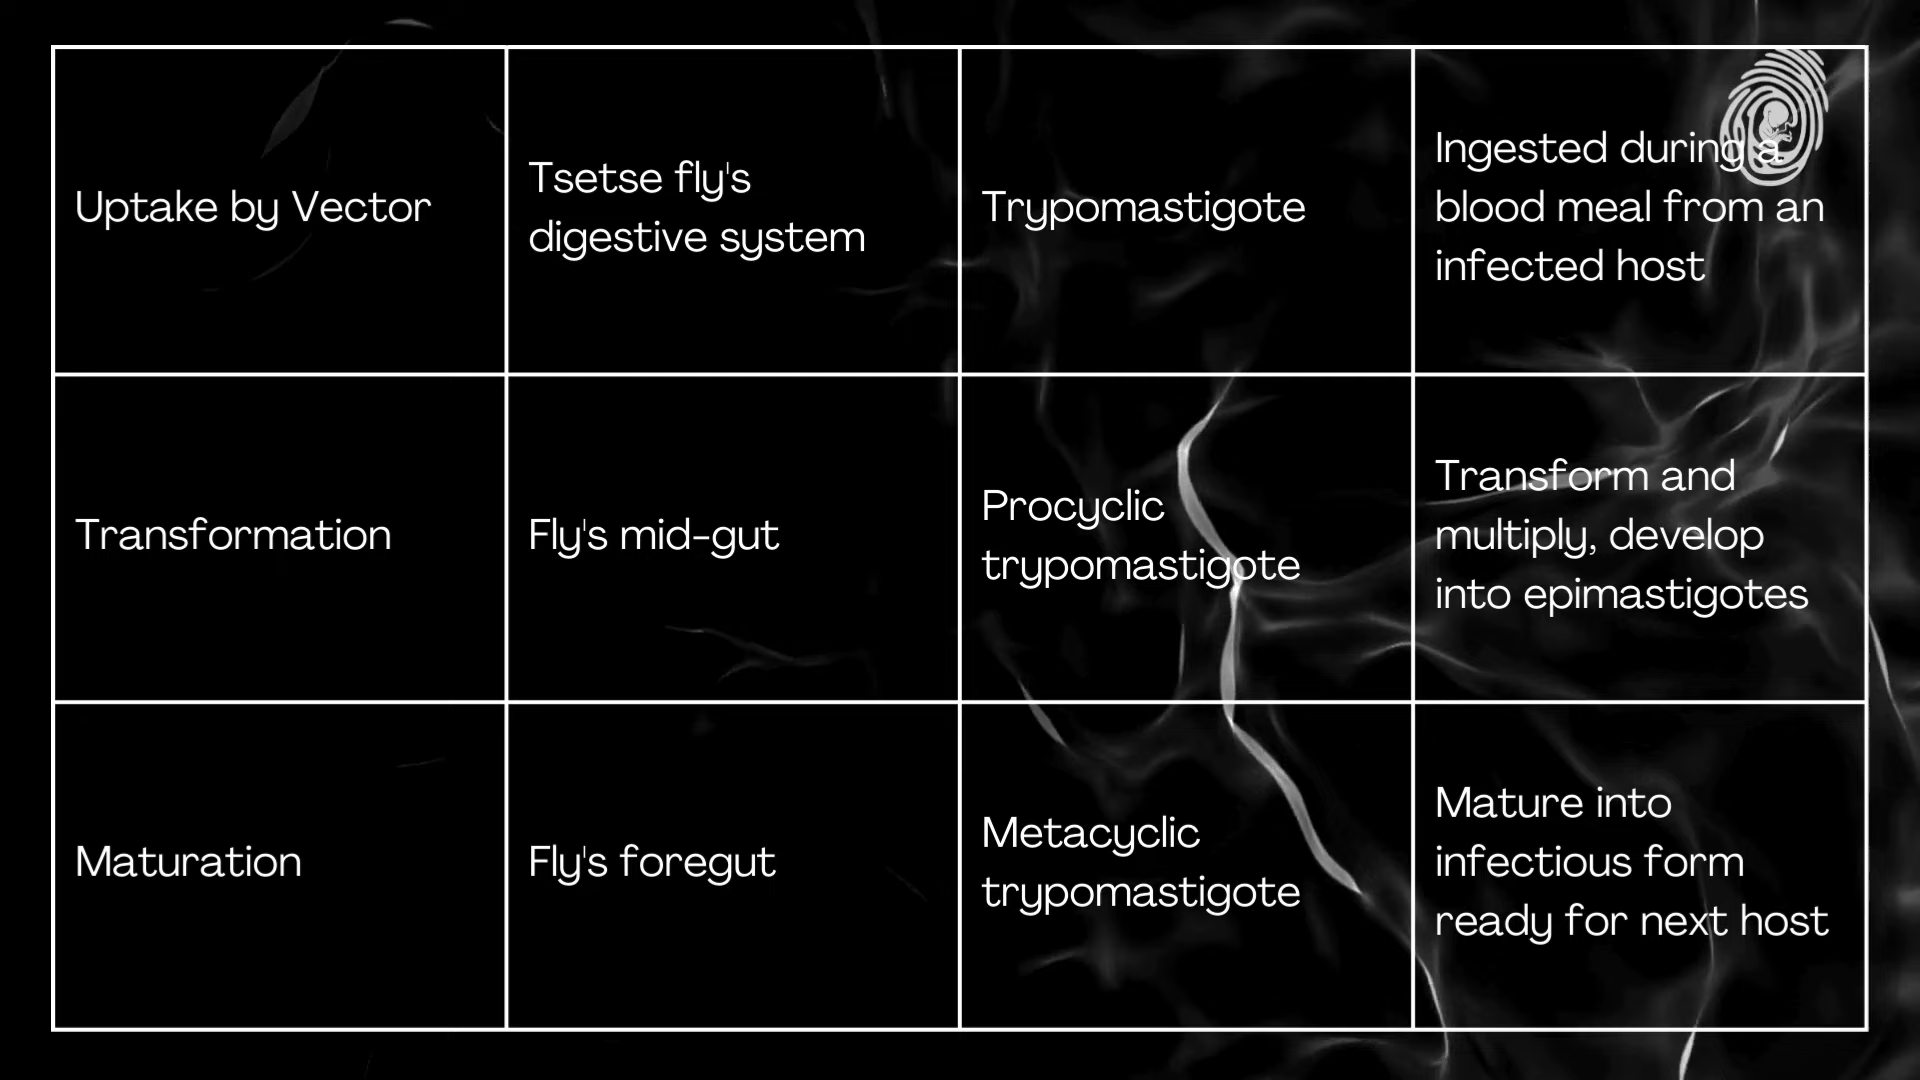 Uptake by Vector
Tsetse fly's
digestive system
Trypomastigote
Ingested during a
blood meal from an
infected host
Transformation
Fly's mid-gut
Procyclic
trypomastigote
Transform and
multiply, develop
into epimastigotes
Maturation
Fly's foregut
Metacyclic
trypomastigote
Mature into
infectious form
ready for next host